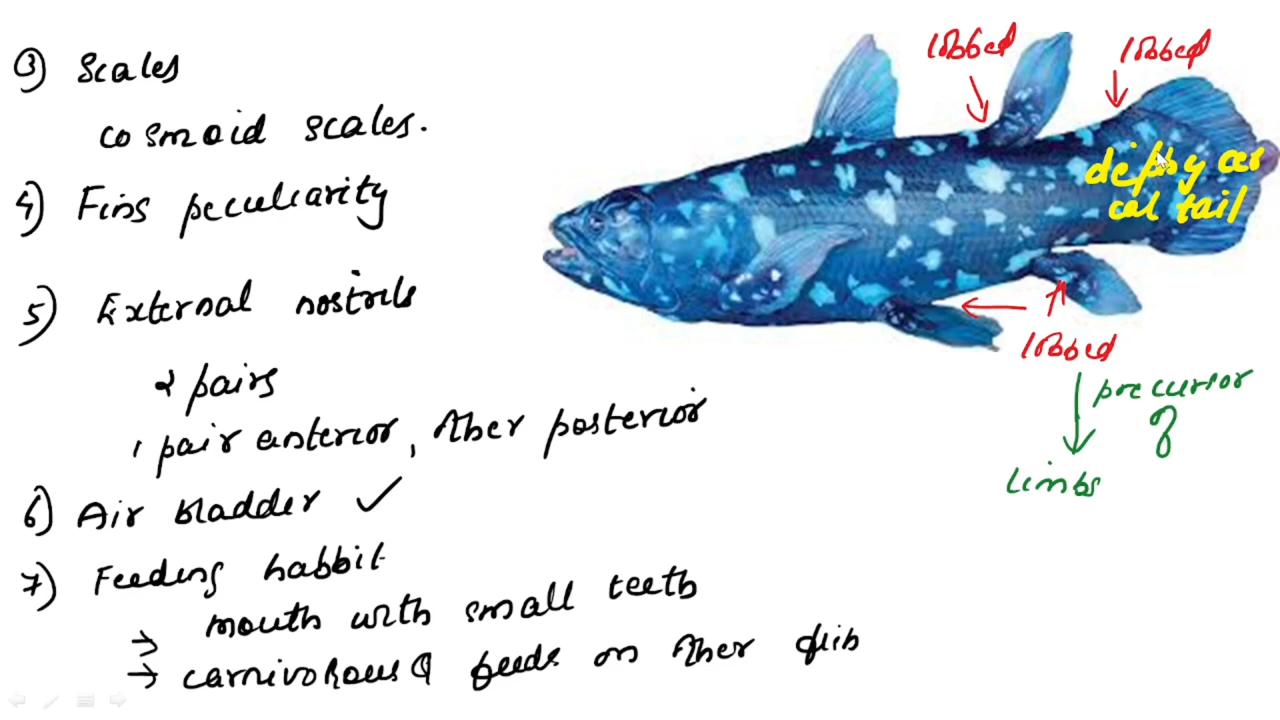 3) Scales
cosmoid scales.
4) Fins peculiarity
5) External nostrils
2 pairs
1 pair anterior, other posterior
6) Air bladder ✓
7) Feeding habbit
→ mouth with small teeth
→ carnivorous & feeds on other fish
lobbed
lobbed
diphycer
cal tail
lobbed
precursor
of
limbs